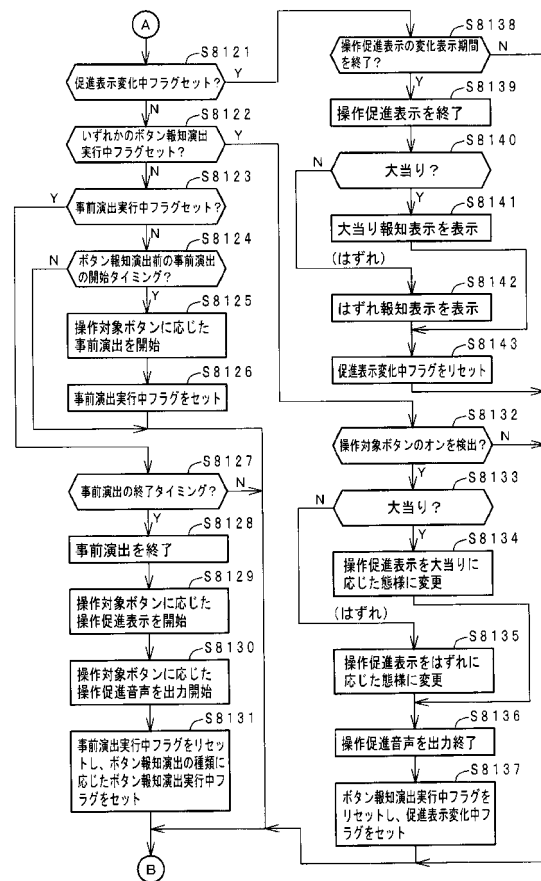 A
S8121
促進表示変化中フラグセット?
Y
N
S8122
いずれかのボタン報知演出
実行中フラグセット?
Y
N
S8123
事前演出実行中フラグセット?
Y
N
S8124
ボタン報知演出前の事前演出
の開始タイミング?
N
Y
S8125
操作対象ボタンに応じた
事前演出を開始
S8126
事前演出実行中フラグをセット
S8127
事前演出の終了タイミング?
N
Y
S8128
事前演出を終了
S8129
操作対象ボタンに応じた
操作促進表示を開始
S8130
操作対象ボタンに応じた
操作促進音声を出力開始
S8131
事前演出実行中フラグをリセッ
トし、ボタン報知演出の種類に
応じたボタン報知演出実行中フ
ラグをセット
B
S8138
操作促進表示の変化表示期間
を終了?
N
Y
S8139
操作促進表示を終了
S8140
大当り?
N
Y
S8141
大当り報知表示を表示
(はずれ)
S8142
はずれ報知表示を表示
S8143
促進表示変化中フラグをリセット
S8132
操作対象ボタンのオンを検出?
N
Y
S8133
大当り?
N
Y
S8134
操作促進表示を大当りに
応じた態様に変更
(はずれ)
S8135
操作促進表示をはずれに
応じた態様に変更
S8136
操作促進音声を出力終了
S8137
ボタン報知演出実行中フラグを
リセットし、促進表示変化中フ
ラグをセット